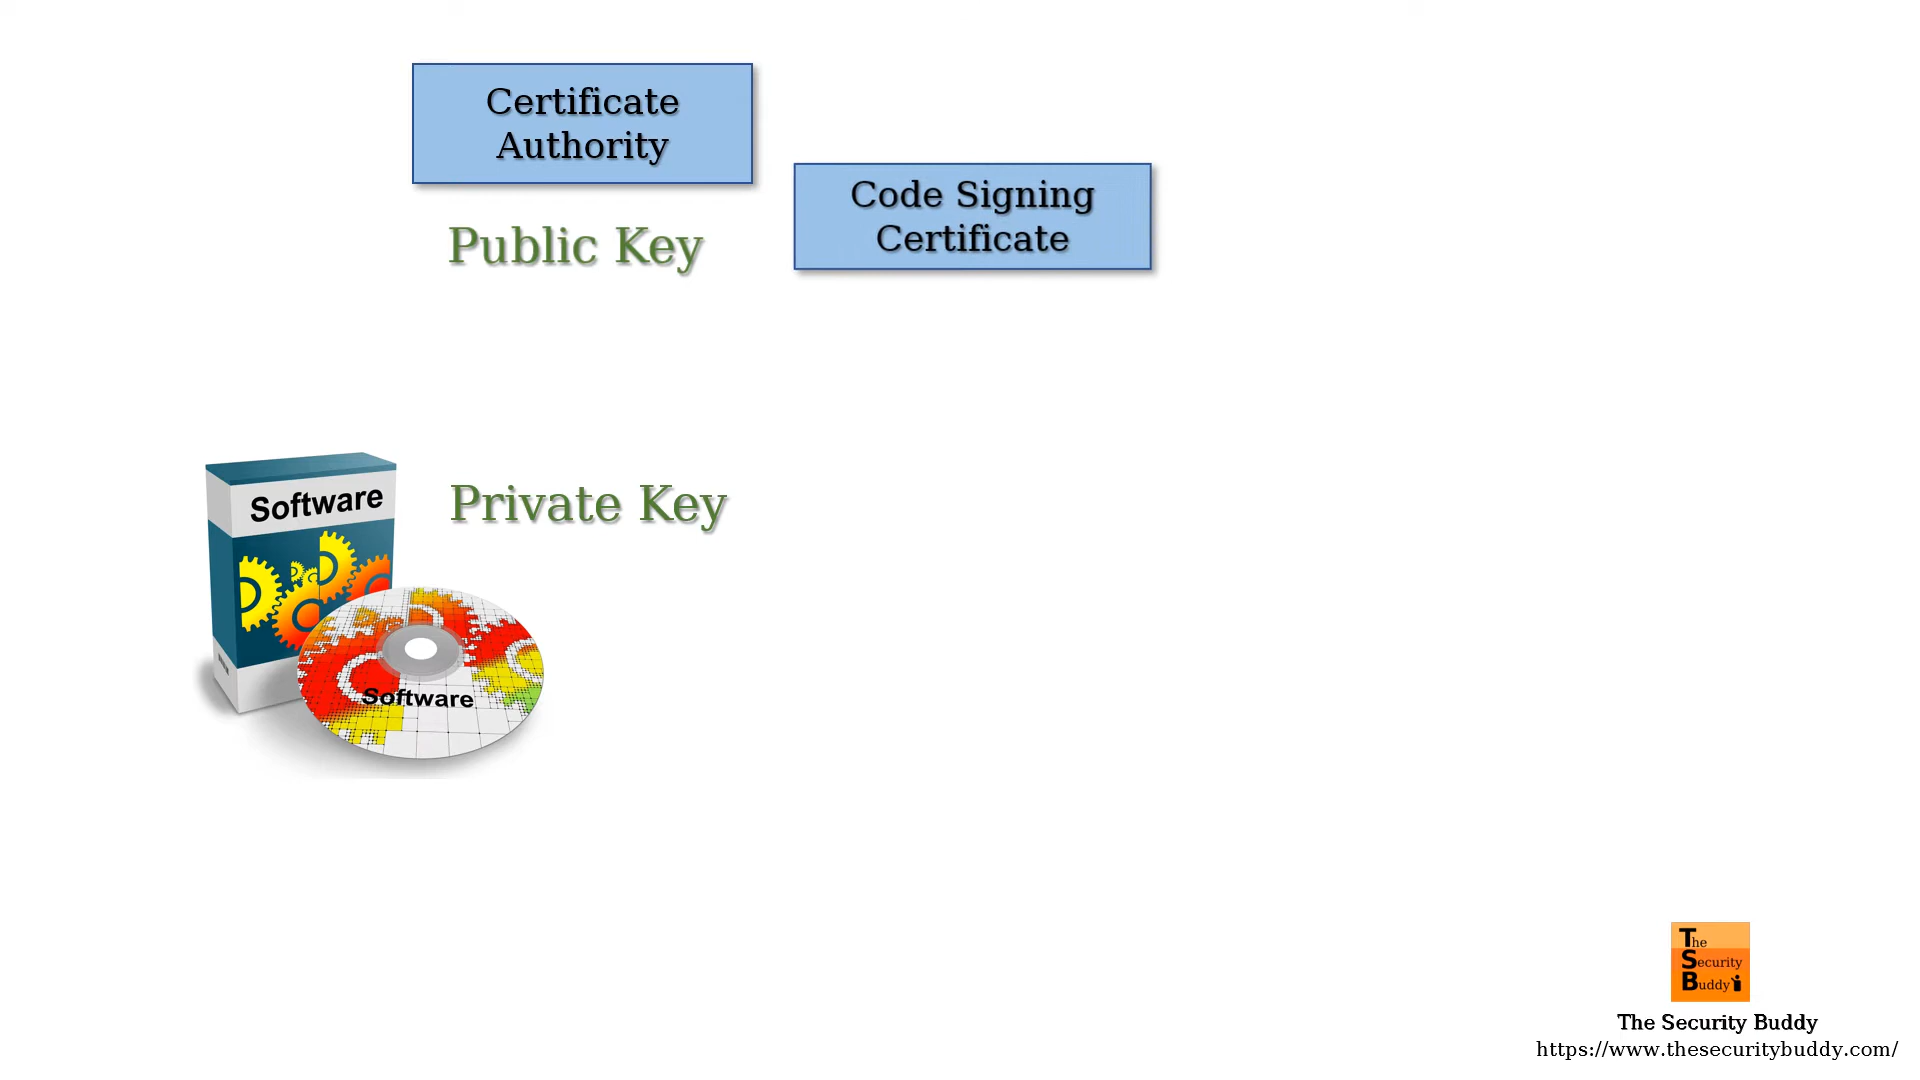 Certificate
Authority
Code Signing
Certificate
Public Key
Software
Private Key
Software
The
Security
Buddy
The Security Buddy
https://www.thesecuritybuddy.com/